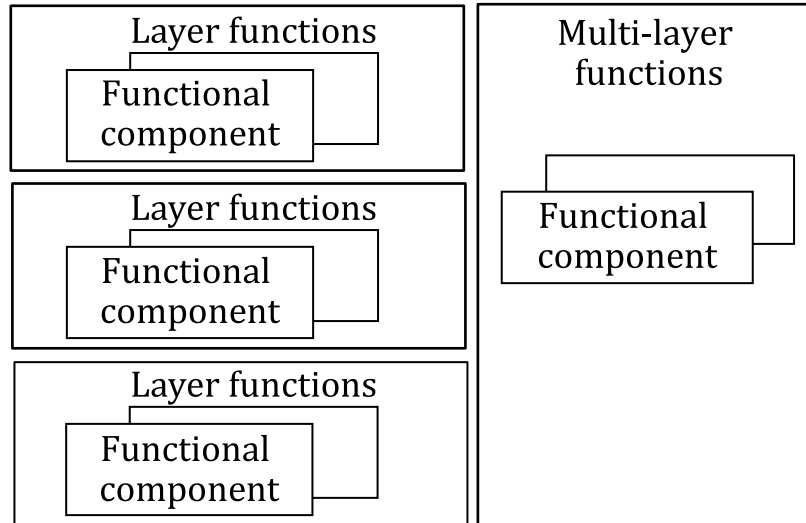 Layer functions
Functional
component
Layer functions
Functional
component
Layer functions
Functional
component
Multi-layer
functions
Functional
component